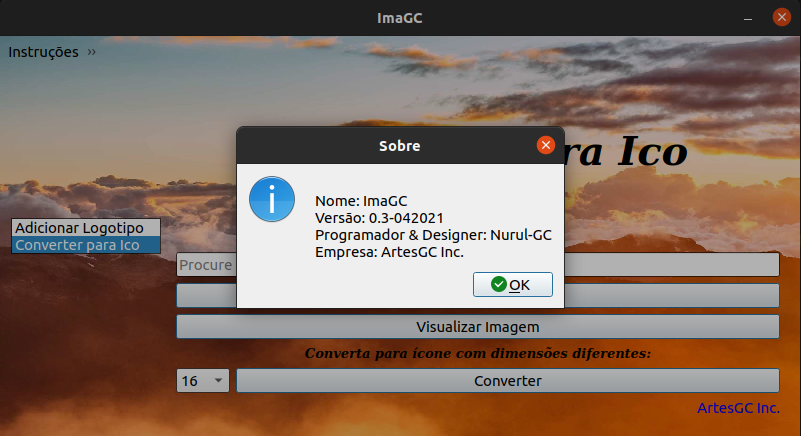 ImaGC
Instruções ››
ra Ico
Sobre
Nome: ImaGC
Versão: 0.3-042021
Programador & Designer: Nurul-GC
Empresa: ArtesGC Inc.
OK
Adicionar Logotipo
Converter para Ico
Procure
Visualizar Imagem
Converta para ícone com dimensões diferentes:
16
Converter
ArtesGC Inc.